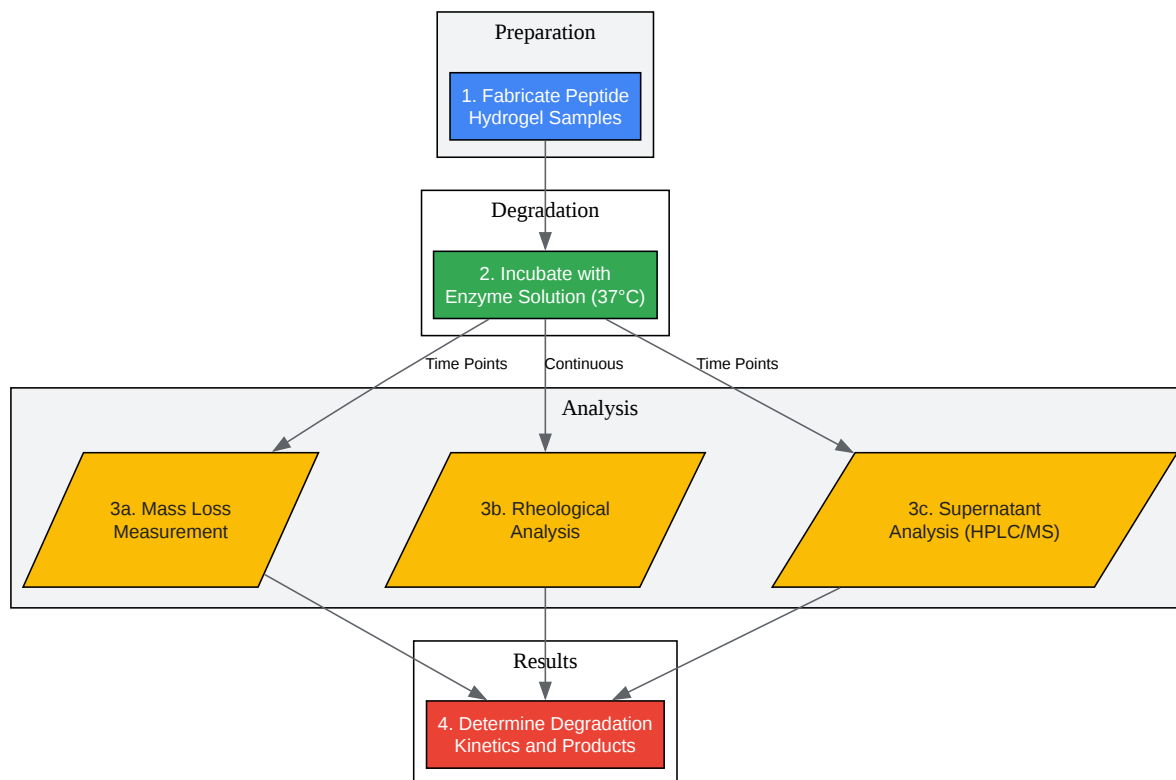 Preparation
1. Fabricate Peptide
Hydrogel Samples
Degradation
2. Incubate with
Enzyme Solution (37°C)
Time Points
Continuous
Time Points
Analysis
3a. Mass Loss
Measurement
3b. Rheological
Analysis
3c. Supernatant
Analysis (HPLC/MS)
Results
4. Determine Degradation
Kinetics and Products